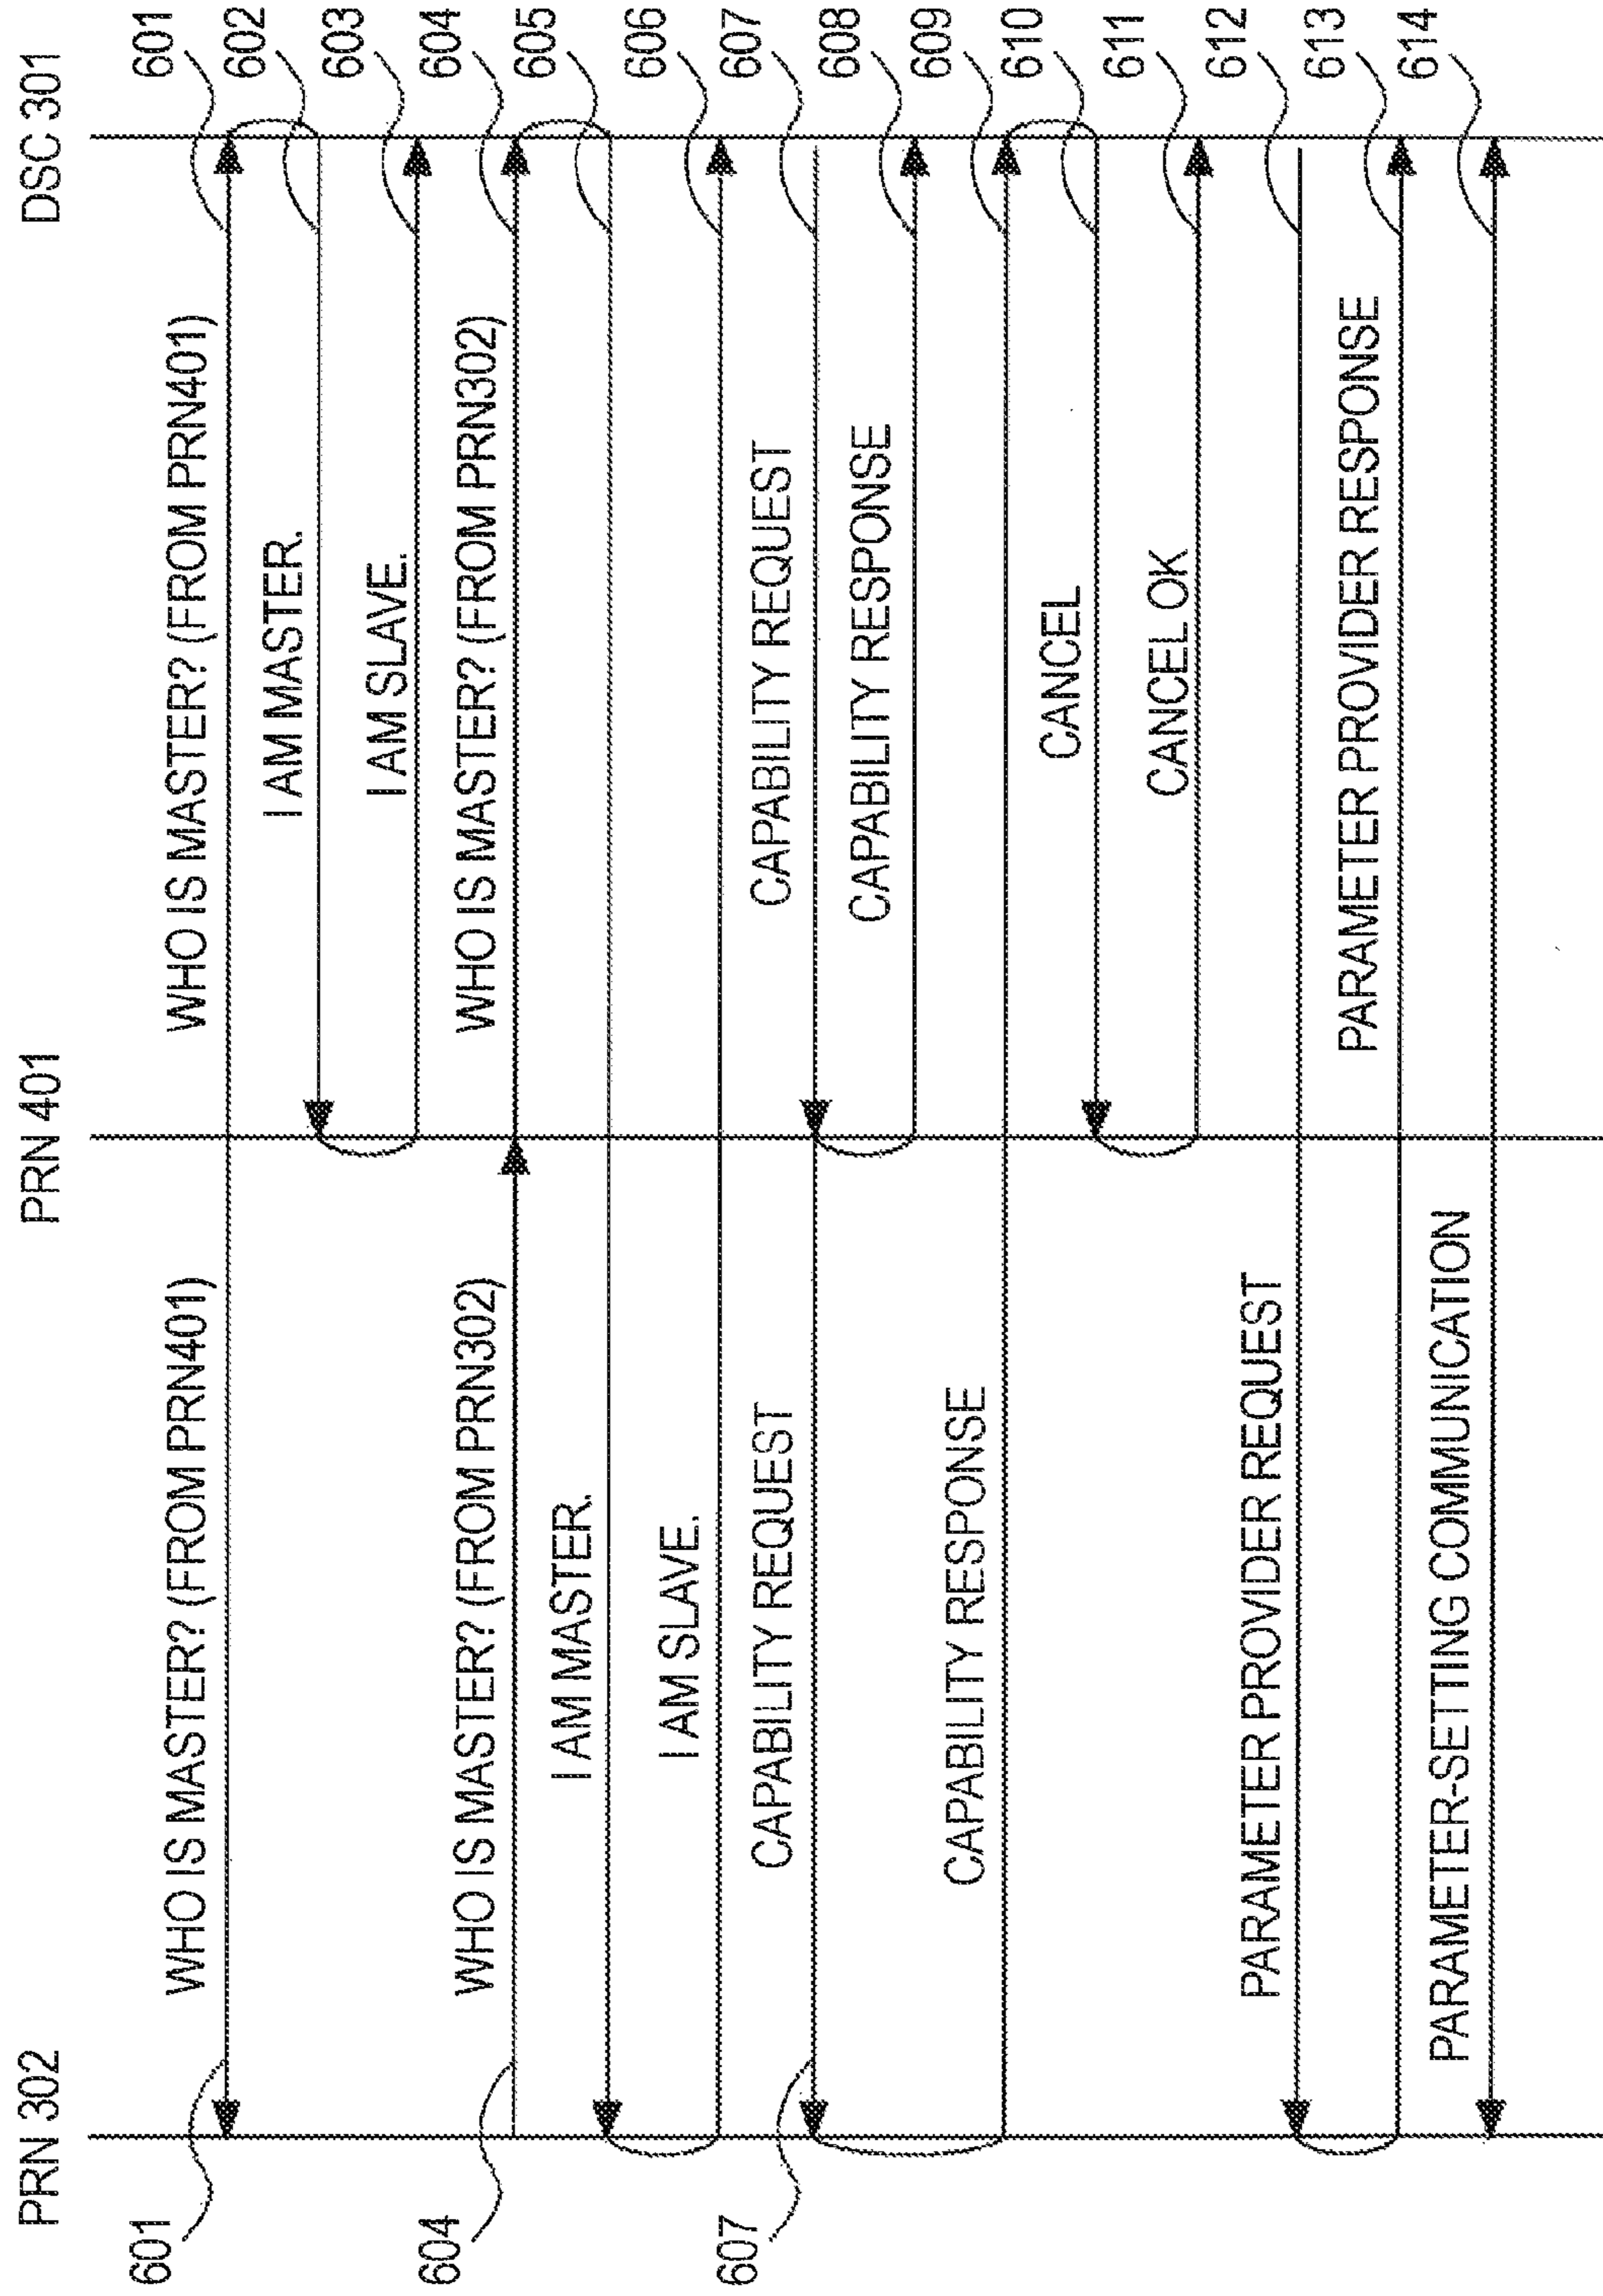 PRN 302
PRN 401
DSC 301
601
WHO IS MASTER? (FROM PRN401)
WHO IS MASTER? (FROM PRN401)
601
I AM MASTER.
602
I AM SLAVE.
603
604
WHO IS MASTER? (FROM PRN302)
WHO IS MASTER? (FROM PRN302)
604
I AM MASTER.
605
I AM SLAVE.
606
607
CAPABILITY REQUEST
CAPABILITY REQUEST
607
CAPABILITY RESPONSE
608
CAPABILITY RESPONSE
609
CANCEL
610
CANCEL OK
611
PARAMETER PROVIDER REQUEST
612
PARAMETER PROVIDER RESPONSE
613
PARAMETER-SETTING COMMUNICATION
614